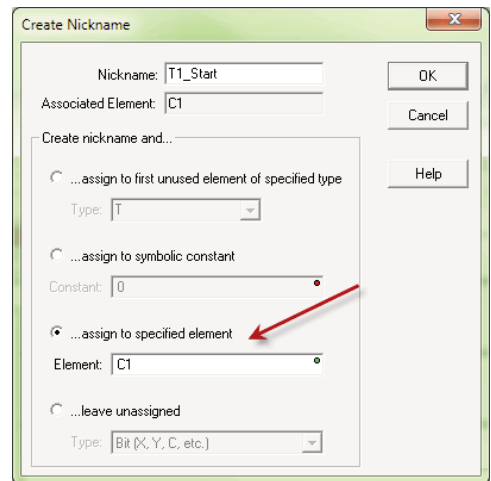 Create Nickname
Nickname: T1_Start
OK
Associated Element: C1
Cancel
Create nickname and...
Help
...assign to first unused element of specified type
Type: T
...assign to symbolic constant
Constant: 0
...assign to specified element
Element: C1
...leave unassigned
Type: Bit (X, Y, C, etc.)